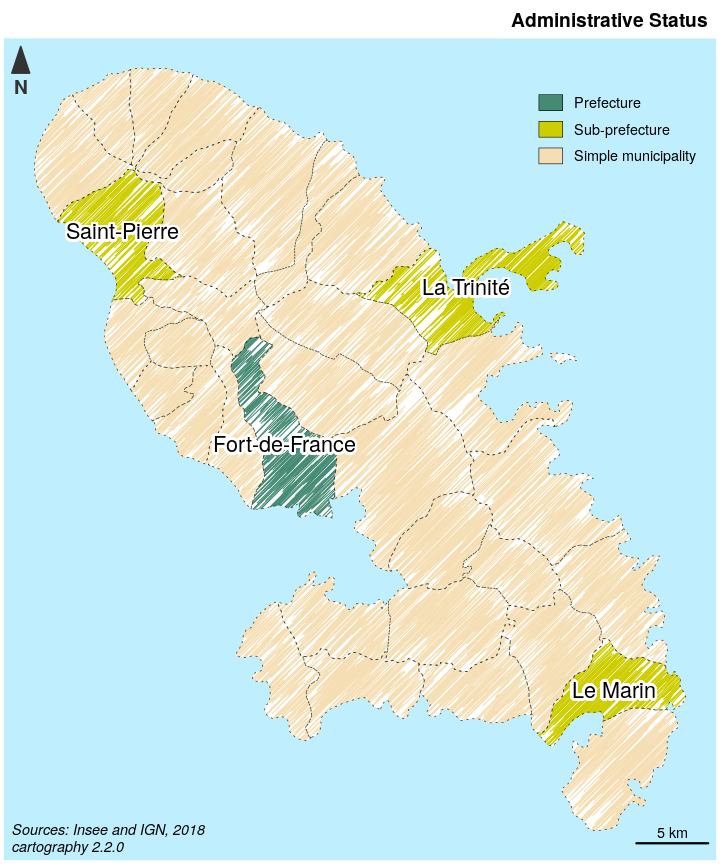 Administrative Status
N
Prefecture
Sub-prefecture
Simple municipality
Saint-Pierre
La Trinité
Fort-de-France
Le Marin
Sources: Insee and IGN, 2018
cartography 2.2.0
5 km